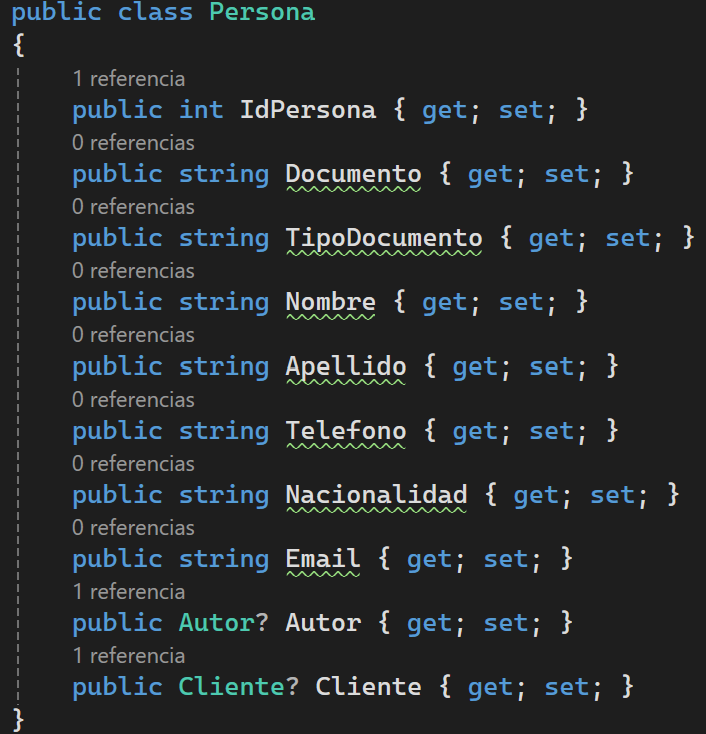 public class Persona
{
1 referencia
public int IdPersona { get; set; }
0 referencias
public string Documento { get; set; }
0 referencias
public string TipoDocumento { get; set; }
0 referencias
public string Nombre { get; set; }
0 referencias
public string Apellido { get; set; }
0 referencias
public string Telefono { get; set; }
0 referencias
public string Nacionalidad { get; set; }
0 referencias
public string Email { get; set; }
1 referencia
public Autor? Autor { get; set; }
1 referencia
public Cliente? Cliente { get; set; }
}